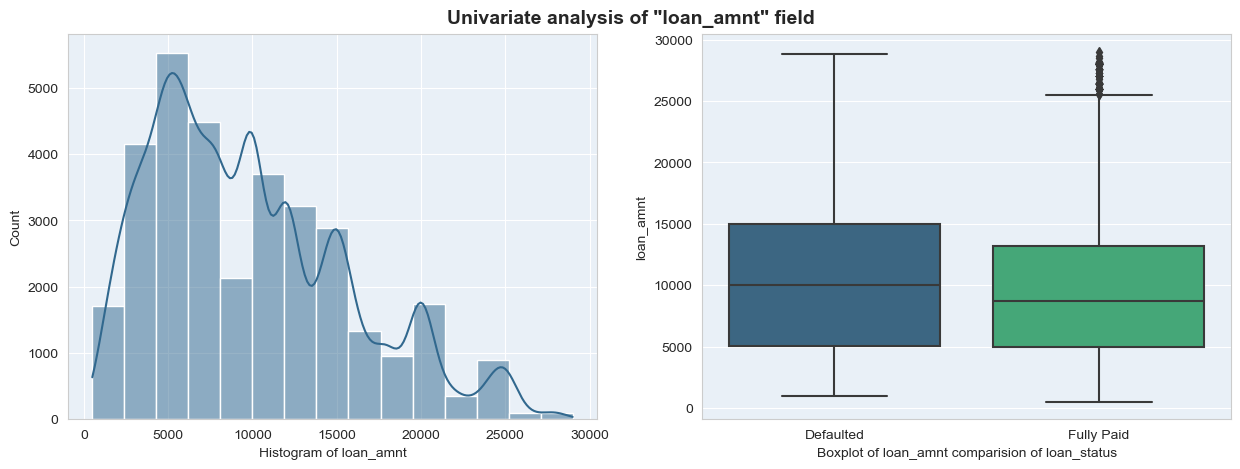 Univariate analysis of "loan_amnt" field
Count
5000
4000
3000
2000
1000
0
0 5000 10000 15000 20000 25000 30000
Histogram of loan_amnt
loan_amnt
30000
25000
20000
15000
10000
5000
0
Defaulted Fully Paid
Boxplot of loan_amnt comparision of loan_status